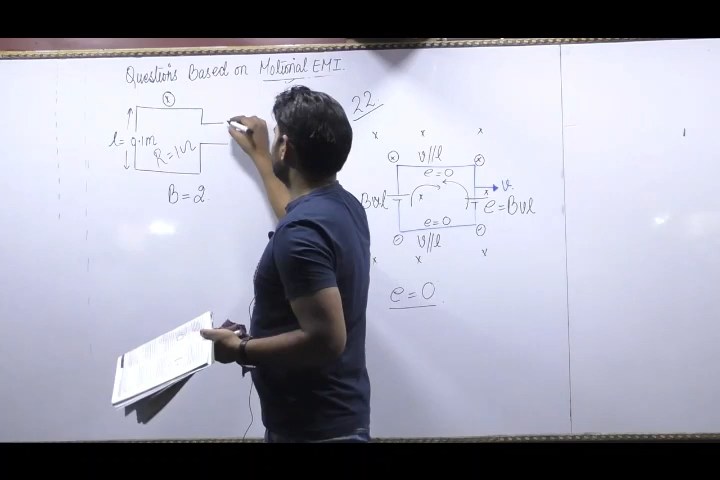 Questions Based on Motional EMI.
22
l = 0.1m
R = 1Ω
B = 2
v//l
e = 0
v
Bvl
e = Bvl
e = 0
v//l
e = 0